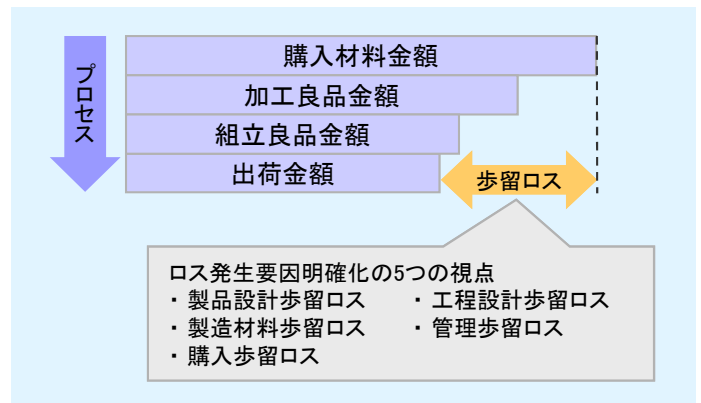 プロセス
購入材料金額
加工良品金額
組立良品金額
出荷金額
歩留ロス
ロス発生要因明確化の5つの視点
・製品設計歩留ロス ・工程設計歩留ロス
・製造材料歩留ロス ・管理歩留ロス
・購入歩留ロス